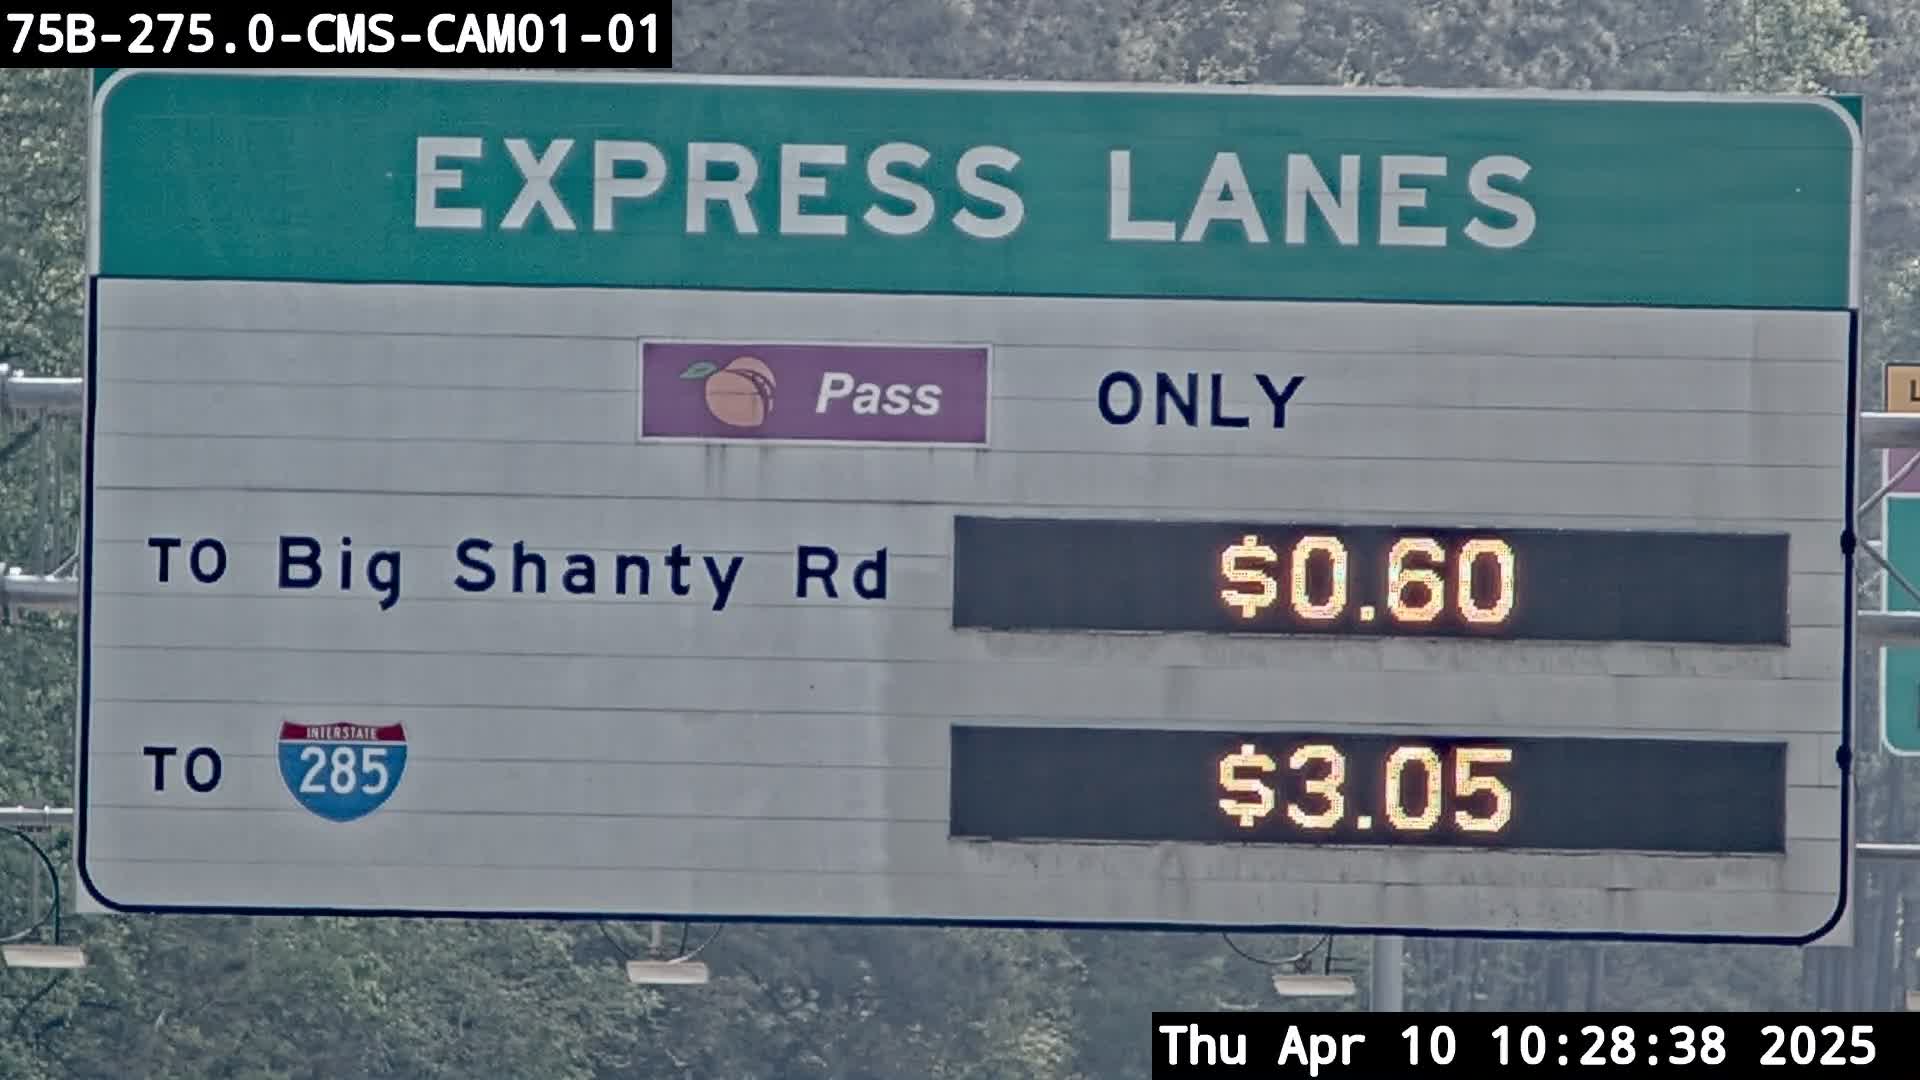 75B-275.0-CMS-CAM01-01
EXPRESS LANES
Pass ONLY
TO Big Shanty Rd $0.60
INTERSTATE
TO 285 $3.05
Thu Apr 10 10:28:38 2025